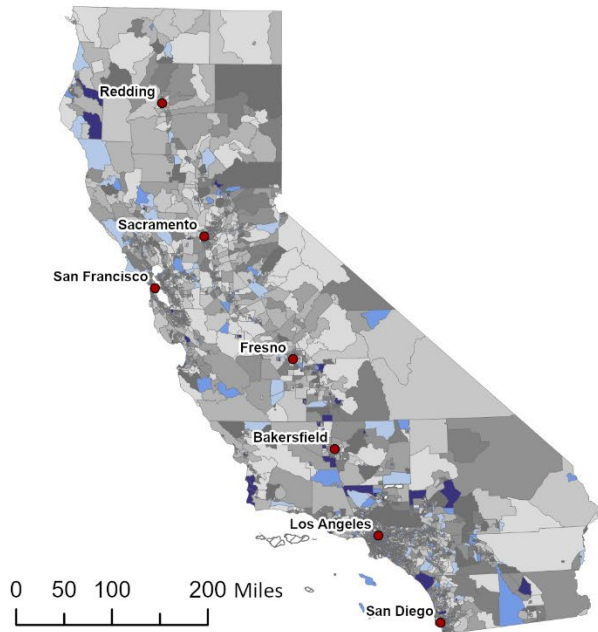 Redding
Sacramento
San Francisco
Fresno
Bakersfield
Los Angeles
San Diego
0 50 100 200 Miles